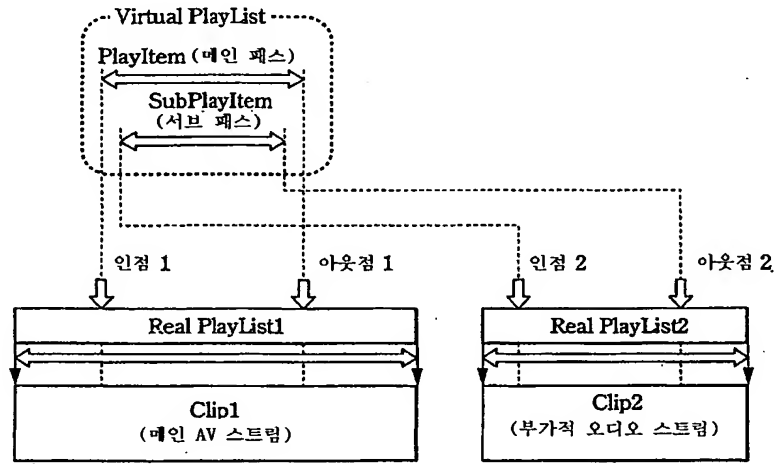 Virtual PlayList
PlayItem (메인 패스)
SubPlayItem
(서브 패스)
인점 1
아웃점 1
인점 2
아웃점 2
Real PlayList1
Real PlayList2
Clip1
(메인 AV 스트림)
Clip2
(부가적 오디오 스트림)